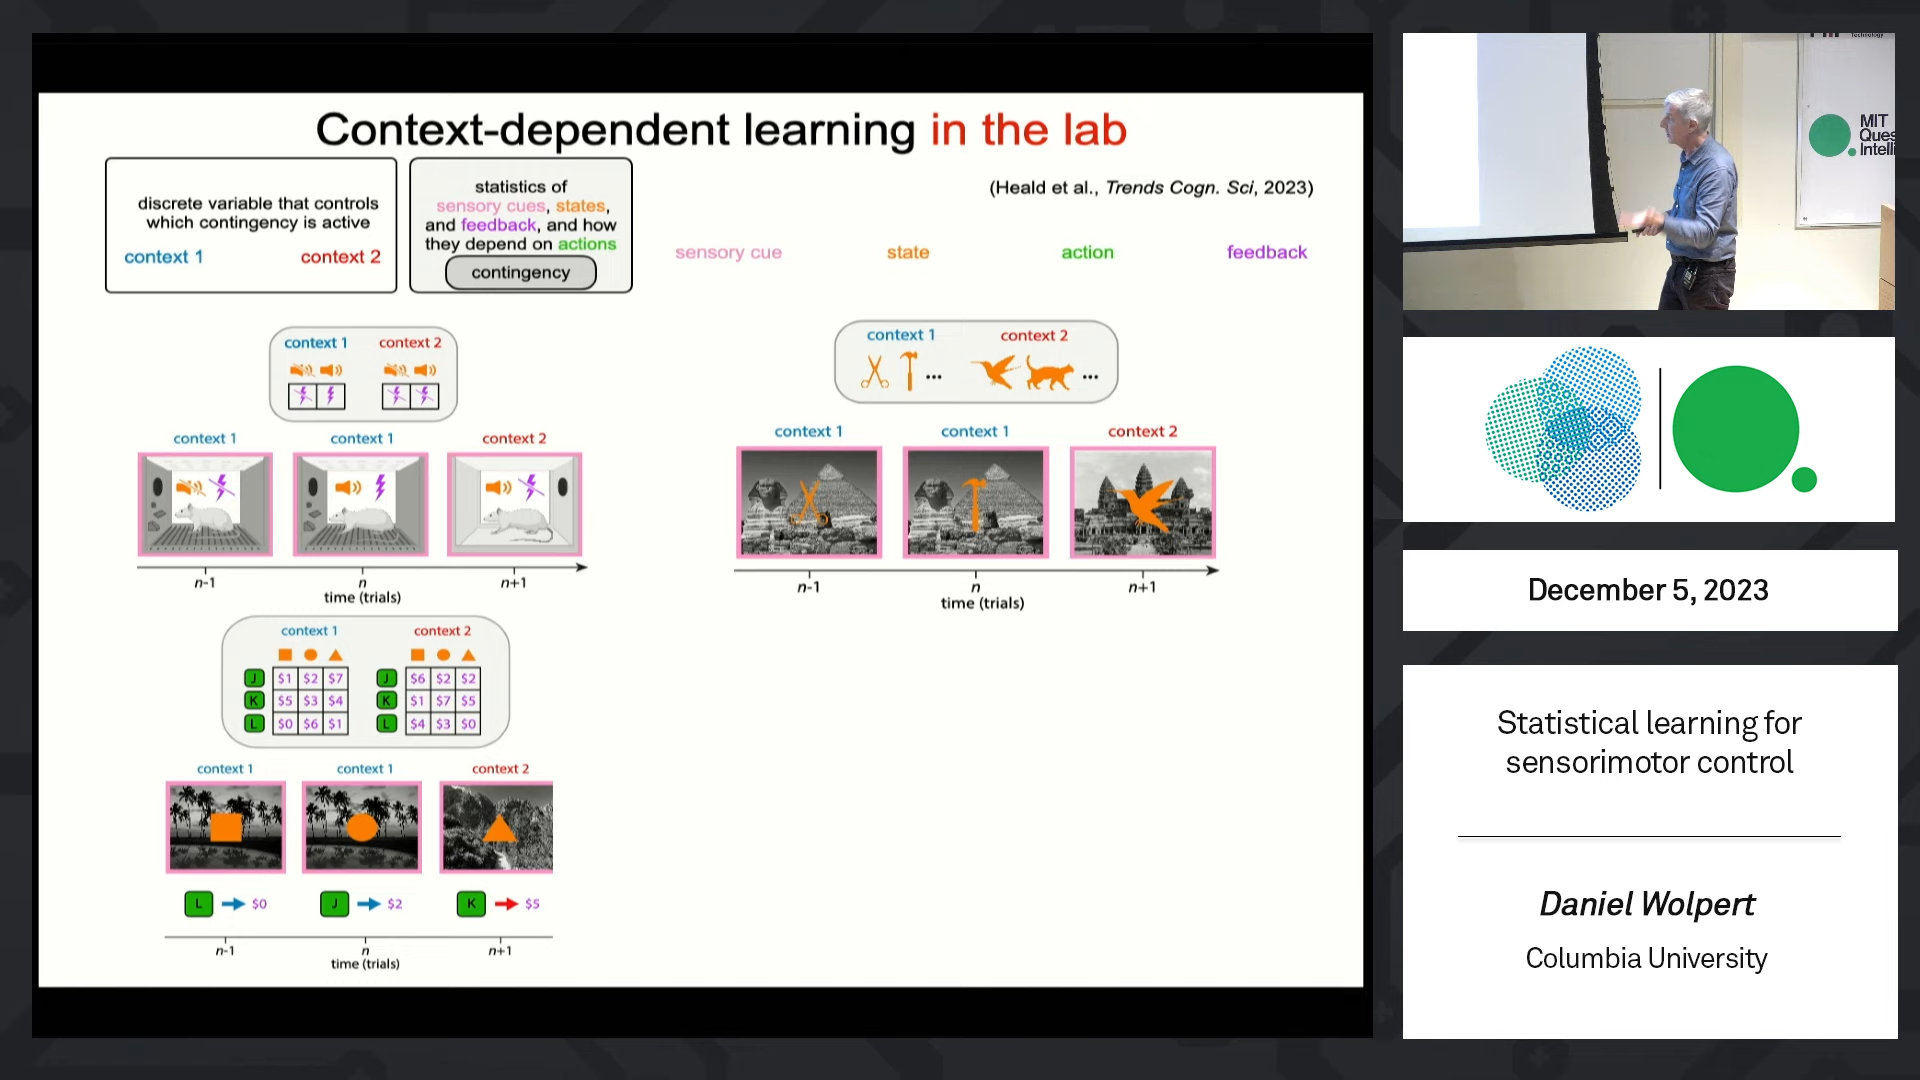 Context-dependent learning in the lab
discrete variable that controls
which contingency is active
context 1 context 2
statistics of
sensory cues, states,
and feedback, and how
they depend on actions
contingency
(Heald et al., Trends Cogn. Sci, 2023)
sensory cue state action feedback
context 1 context 2
context 1 context 1 context 2
n-1 n n+1
time (trials)
context 1 context 2
...
...
context 1 context 1 context 2
n-1 n n+1
time (trials)
context 1 context 2
J $1 $2 $7 J $6 $2 $2
K $5 $3 $4 K $1 $7 $5
L $0 $6 $1 L $4 $3 $0
context 1 context 1 context 2
L $0 J $2 K $5
n-1 n n+1
time (trials)
Technology
MIT
Ques
Intelli
December 5, 2023
Statistical learning for
sensorimotor control
Daniel Wolpert
Columbia University